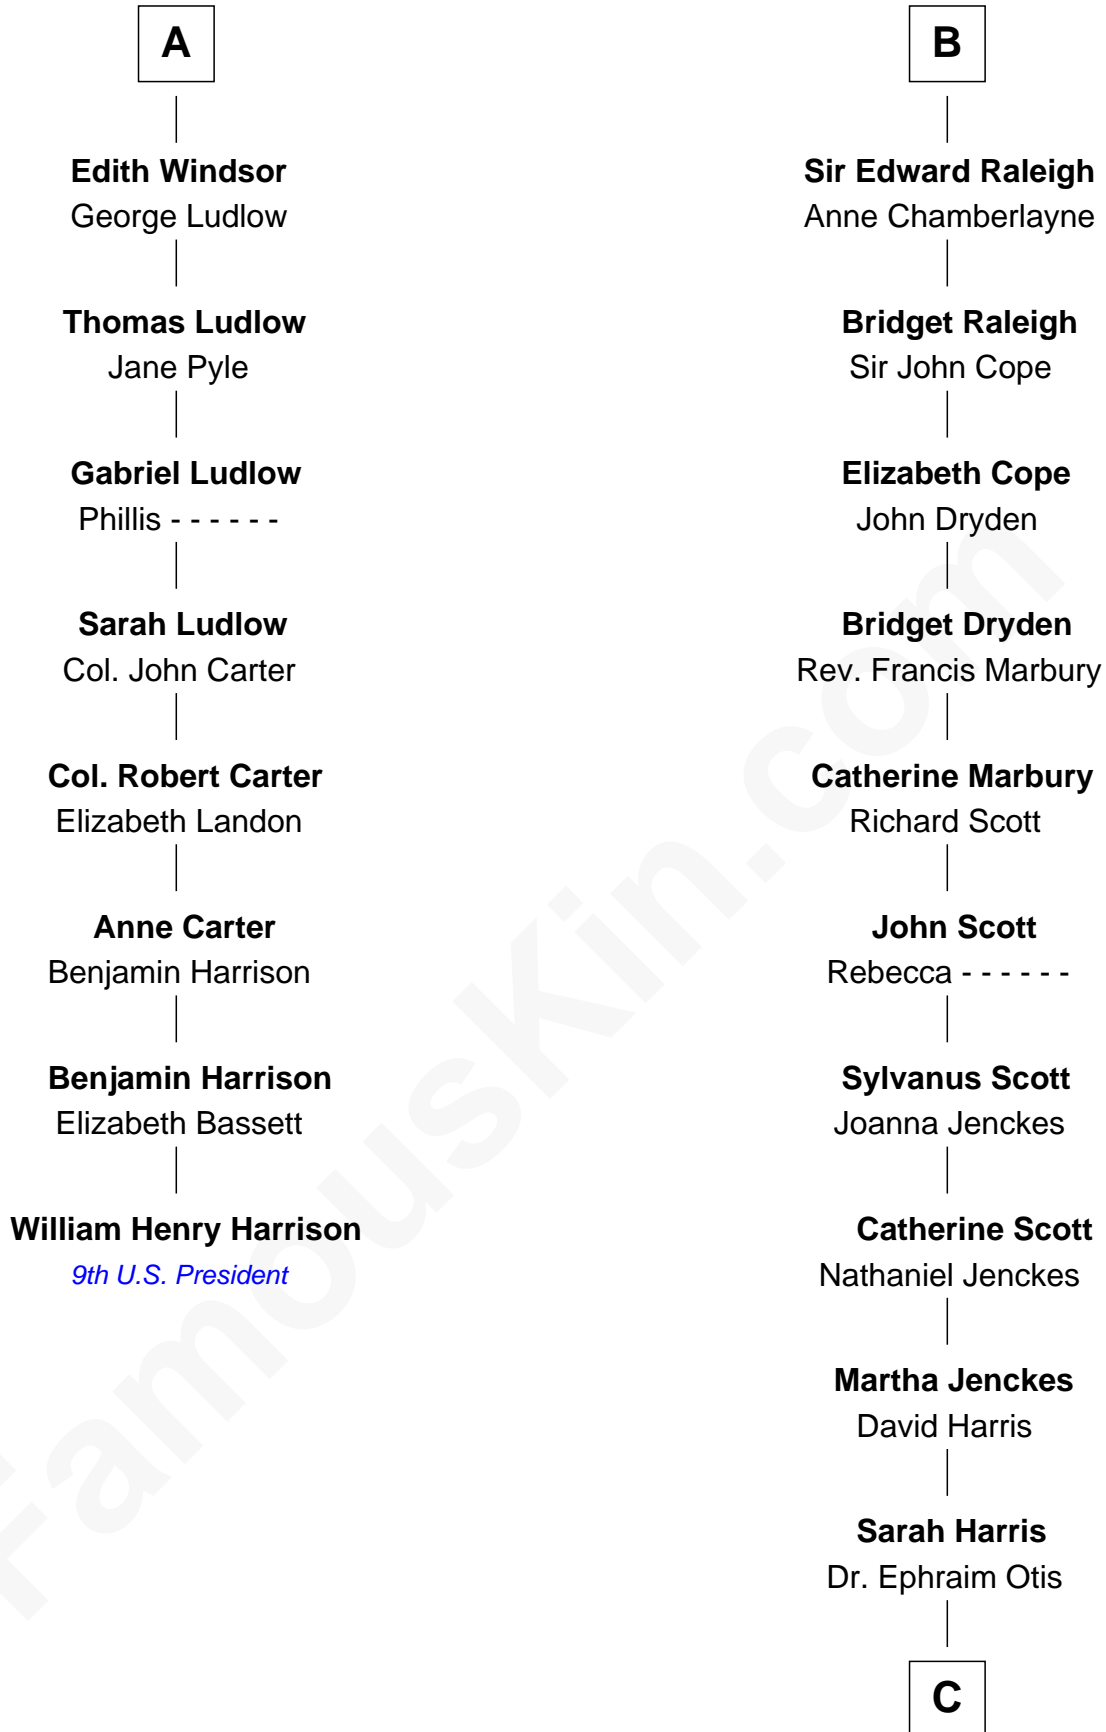 A
Edith Windsor
George Ludlow
Thomas Ludlow
Jane Pyle
Gabriel Ludlow
Phillis - - - - - -
Sarah Ludlow
Col. John Carter
Col. Robert Carter
Elizabeth Landon
Anne Carter
Benjamin Harrison
Benjamin Harrison
Elizabeth Bassett
William Henry Harrison
9th U.S. President
B
Sir Edward Raleigh
Anne Chamberlayne
Bridget Raleigh
Sir John Cope
Elizabeth Cope
John Dryden
Bridget Dryden
Rev. Francis Marbury
Catherine Marbury
Richard Scott
John Scott
Rebecca - - - - - -
Sylvanus Scott
Joanna Jenckes
Catherine Scott
Nathaniel Jenckes
Martha Jenckes
David Harris
Sarah Harris
Dr. Ephraim Otis
C
FamousKin.com